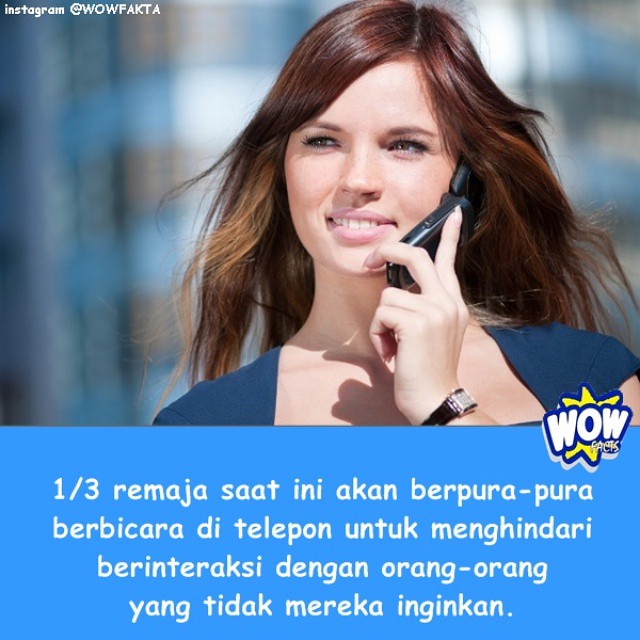 instagram @WOWFAKTA
WOW
FACTS
1/3 remaja saat ini akan berpura-pura
berbicara di telepon untuk menghindari
berinteraksi dengan orang-orang
yang tidak mereka inginkan.